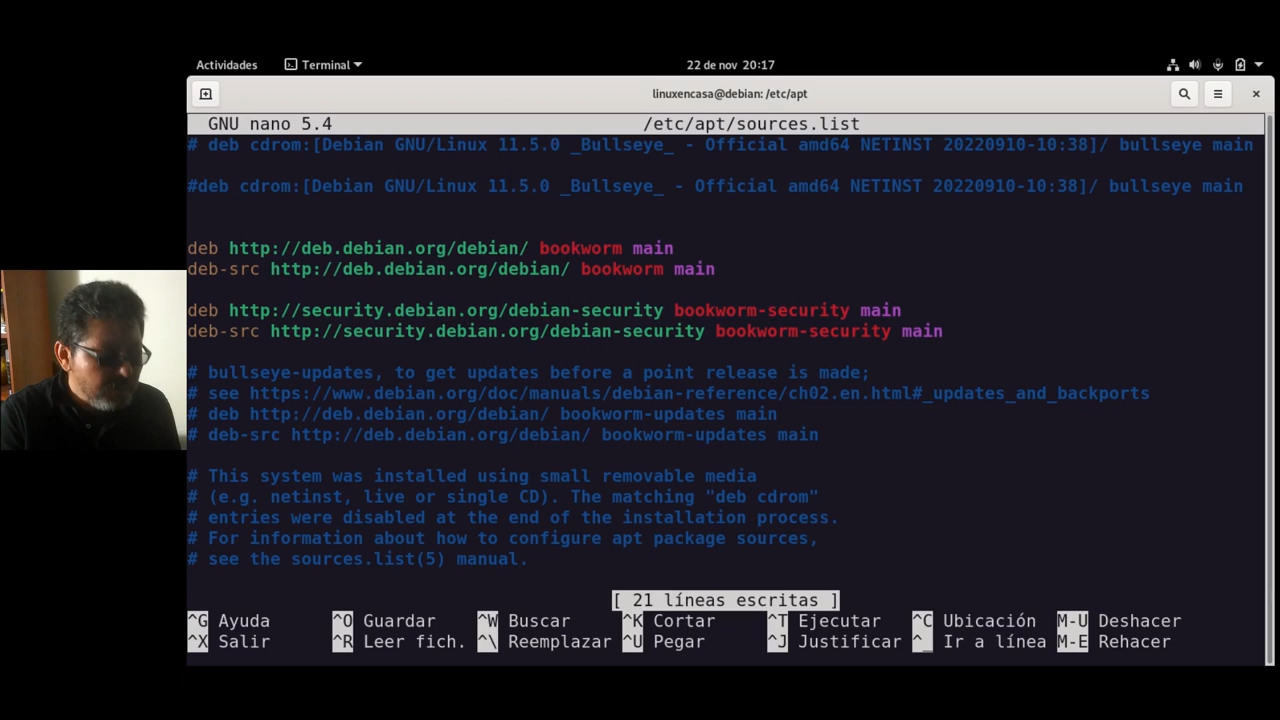 Actividades Terminal 22 de nov 20:17
linuxencasa@debian: /etc/apt
GNU nano 5.4 /etc/apt/sources.list
# deb cdrom:[Debian GNU/Linux 11.5.0 _Bullseye_ - Official amd64 NETINST 20220910-10:38]/ bullseye main
#deb cdrom:[Debian GNU/Linux 11.5.0 _Bullseye_ - Official amd64 NETINST 20220910-10:38]/ bullseye main
deb http://deb.debian.org/debian/ bookworm main
deb-src http://deb.debian.org/debian/ bookworm main
deb http://security.debian.org/debian-security bookworm-security main
deb-src http://security.debian.org/debian-security bookworm-security main
# bullseye-updates, to get updates before a point release is made;
# see https://www.debian.org/doc/manuals/debian-reference/ch02.en.html#_updates_and_backports
# deb http://deb.debian.org/debian/ bookworm-updates main
# deb-src http://deb.debian.org/debian/ bookworm-updates main
# This system was installed using small removable media
# (e.g. netinst, live or single CD). The matching "deb cdrom"
# entries were disabled at the end of the installation process.
# For information about how to configure apt package sources,
# see the sources.list(5) manual.
[ 21 líneas escritas ]
^G Ayuda ^O Guardar ^W Buscar ^K Cortar ^T Ejecutar ^C Ubicación M-U Deshacer
^X Salir ^R Leer fich. ^\ Reemplazar ^U Pegar ^J Justificar ^_ Ir a línea M-E Rehacer